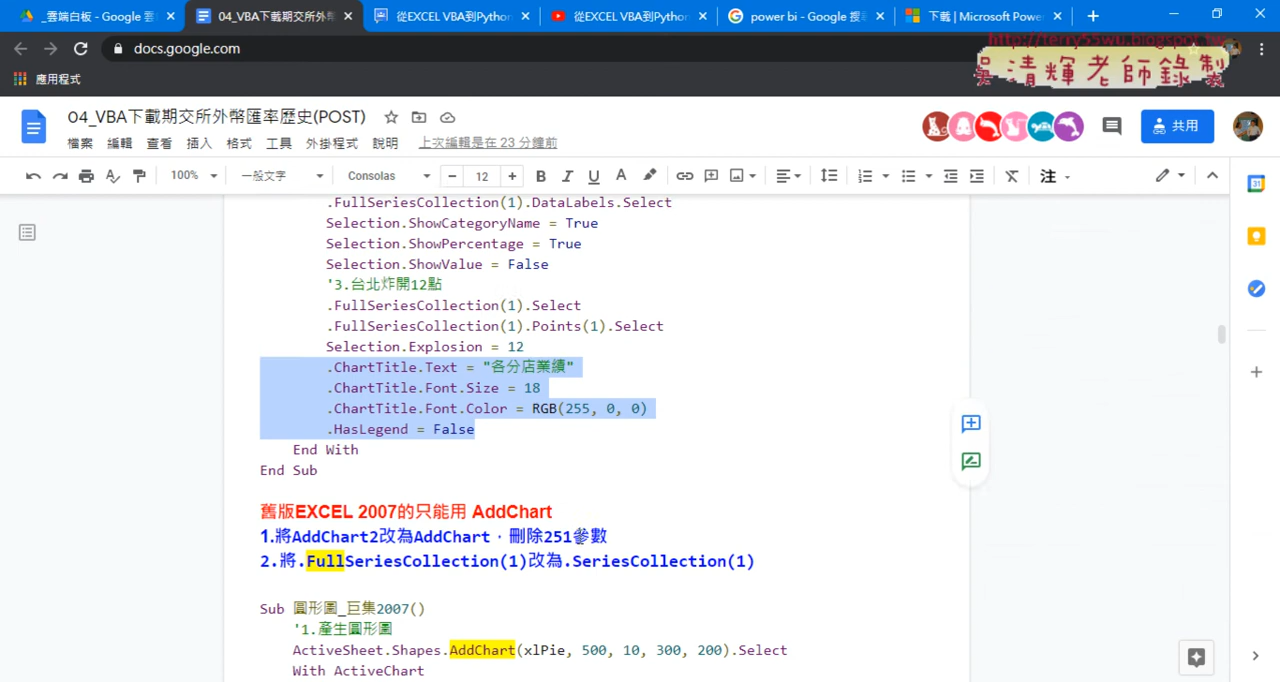 _雲端白板 - Google 雲
04_VBA下載期交所外幣
從EXCEL VBA到Python
從EXCEL VBA到Python
power bi - Google 搜
下載 | Microsoft Power
docs.google.com
http://terry55wu.blogspot.tw
吳清輝老師錄製
應用程式
04_VBA下載期交所外幣匯率歷史(POST)
共用
檔案 編輯 查看 插入 格式 工具 外掛程式 說明 上次編輯是在 23 分鐘前
100% 一般文字 Consolas 12 B I U A 注
31
.FullSeriesCollection(1).DataLabels.Select
Selection.ShowCategoryName = True
Selection.ShowPercentage = True
Selection.ShowValue = False
'3.台北炸開12點
.FullSeriesCollection(1).Select
.FullSeriesCollection(1).Points(1).Select
Selection.Explosion = 12
.ChartTitle.Text = "各分店業績"
.ChartTitle.Font.Size = 18
.ChartTitle.Font.Color = RGB(255, 0, 0)
.HasLegend = False
End With
End Sub
舊版EXCEL 2007的只能用 AddChart
1.將AddChart2改為AddChart，刪除251參數
2.將.FullSeriesCollection(1)改為.SeriesCollection(1)
Sub 圓形圖_巨集2007()
'1.產生圓形圖
ActiveSheet.Shapes.AddChart(xlPie, 500, 10, 300, 200).Select
With ActiveChart